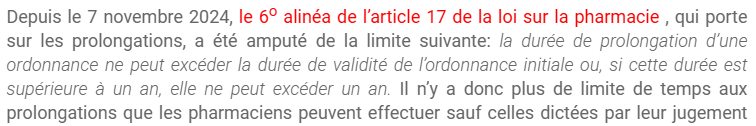 Depuis le 7 novembre 2024, le 6º alinéa de l’article 17 de la loi sur la pharmacie , qui porte
sur les prolongations, a été amputé de la limite suivante: la durée de prolongation d’une
ordonnance ne peut excéder la durée de validité de l’ordonnance initiale ou, si cette durée est
supérieure à un an, elle ne peut excéder un an. Il n’y a donc plus de limite de temps aux
prolongations que les pharmaciens peuvent effectuer sauf celles dictées par leur jugement